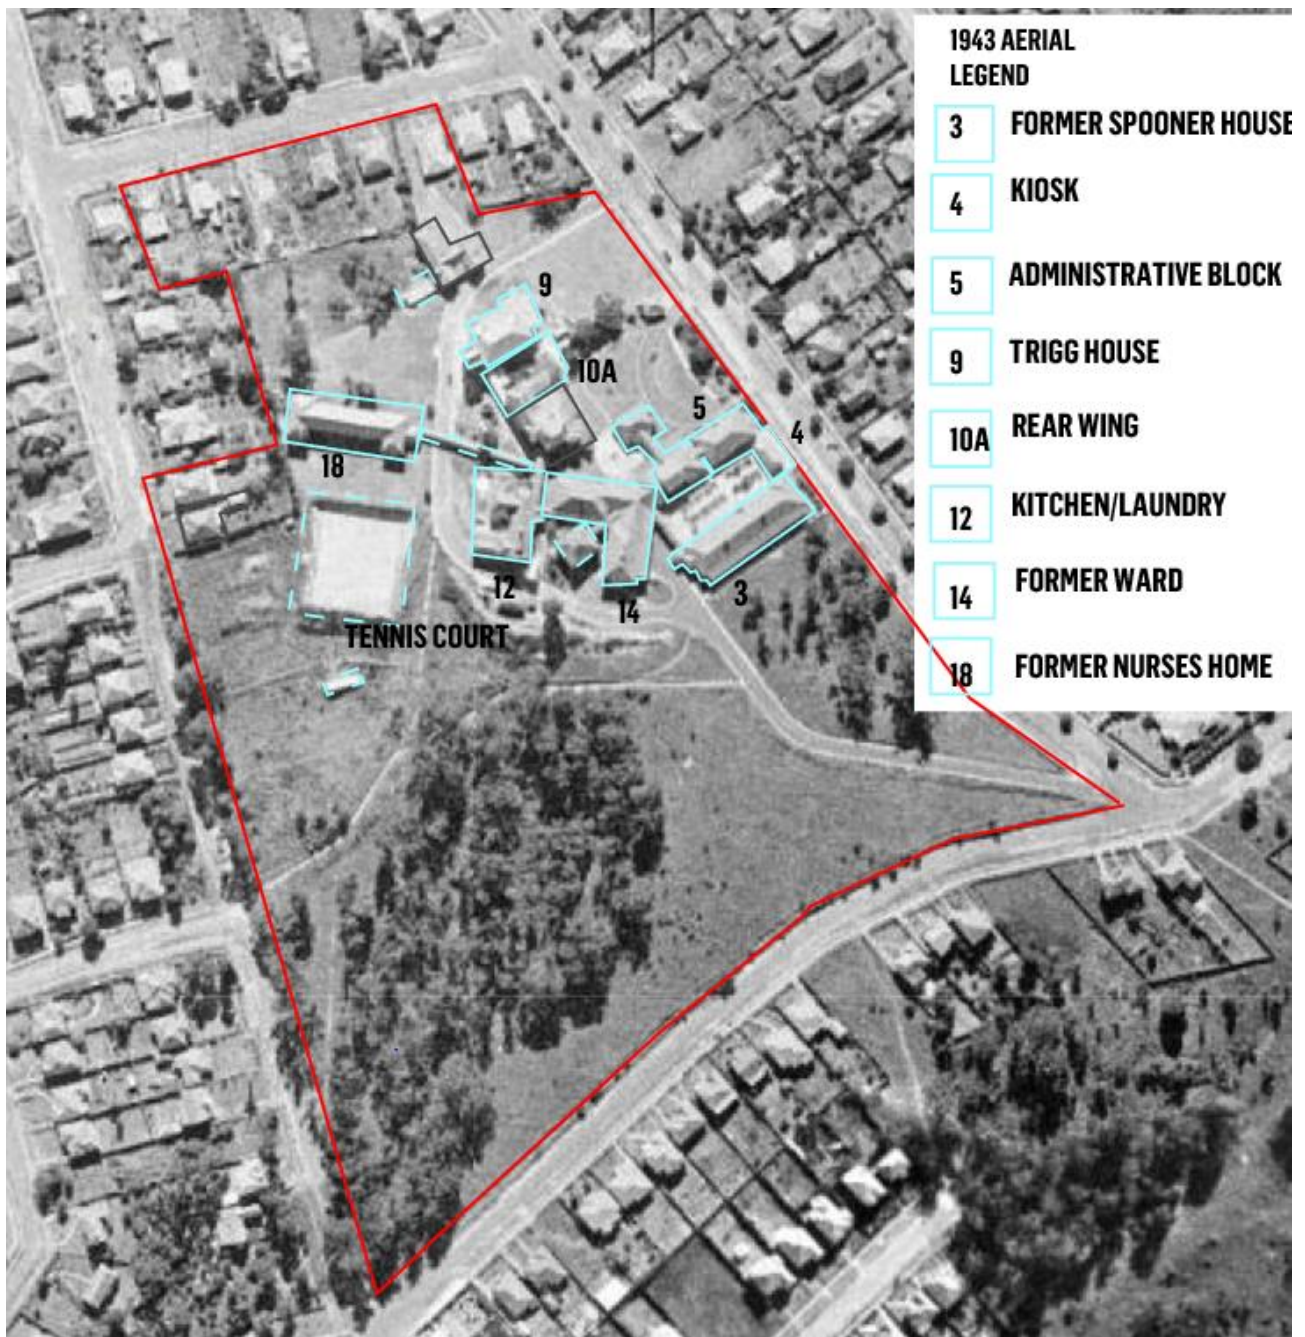 1943 AERIAL
LEGEND
3 FORMER SPOONER HOUSE
4 KIOSK
5 ADMINISTRATIVE BLOCK
9 TRIGG HOUSE
10A REAR WING
12 KITCHEN/LAUNDRY
14 FORMER WARD
18 FORMER NURSES HOME
9
10A
5
4
18
12
14
3
TENNIS COURT